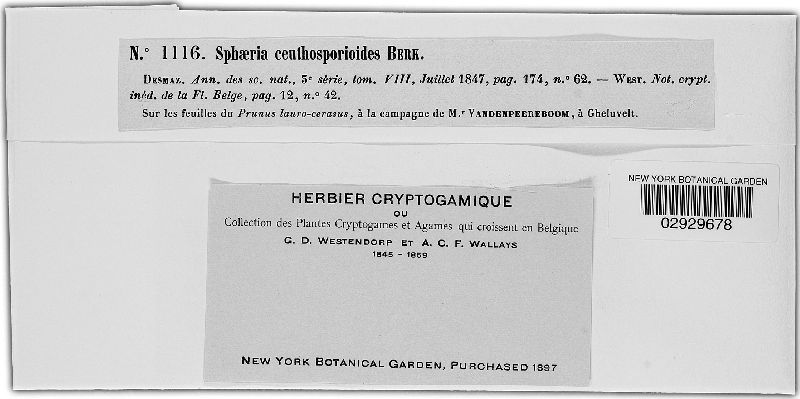 N.° 1116. Sphæria ceuthosporioides BERK.
DESMAZ. Ann. des sc. nat., 3e série, tom. VIII, Juillet 1847, pag. 174, n.° 62. — WEST. Not. crypt.
inéd. de la Fl. Belge, pag. 12, n.° 42.
Sur les feuilles du Prunus lauro-cerasus, à la campagne de M.r VANDENPEEREBOOM, à Gheluvelt.
NEW YORK BOTANICAL GARDEN
02929678
HERBIER CRYPTOGAMIQUE
OU
Collection des Plantes Cryptogames et Agames qui croissent en Belgique
G. D. WESTENDORP ET A. C. F. WALLAYS
1845 - 1859
NEW YORK BOTANICAL GARDEN, PURCHASED 1897